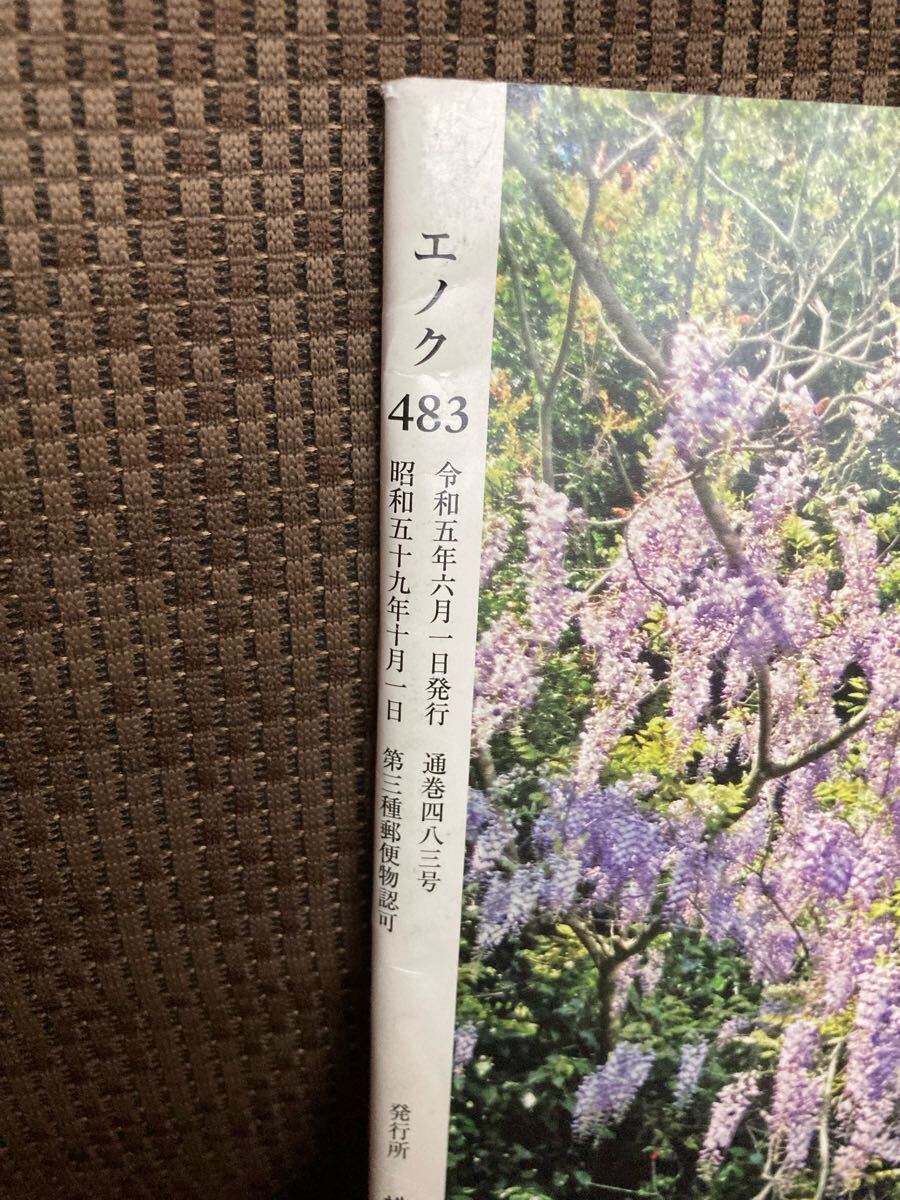 エノク
483
令和五年六月一日発行 通巻四八三号
昭和五十九年十月一日 第三種郵便物認可
発行所